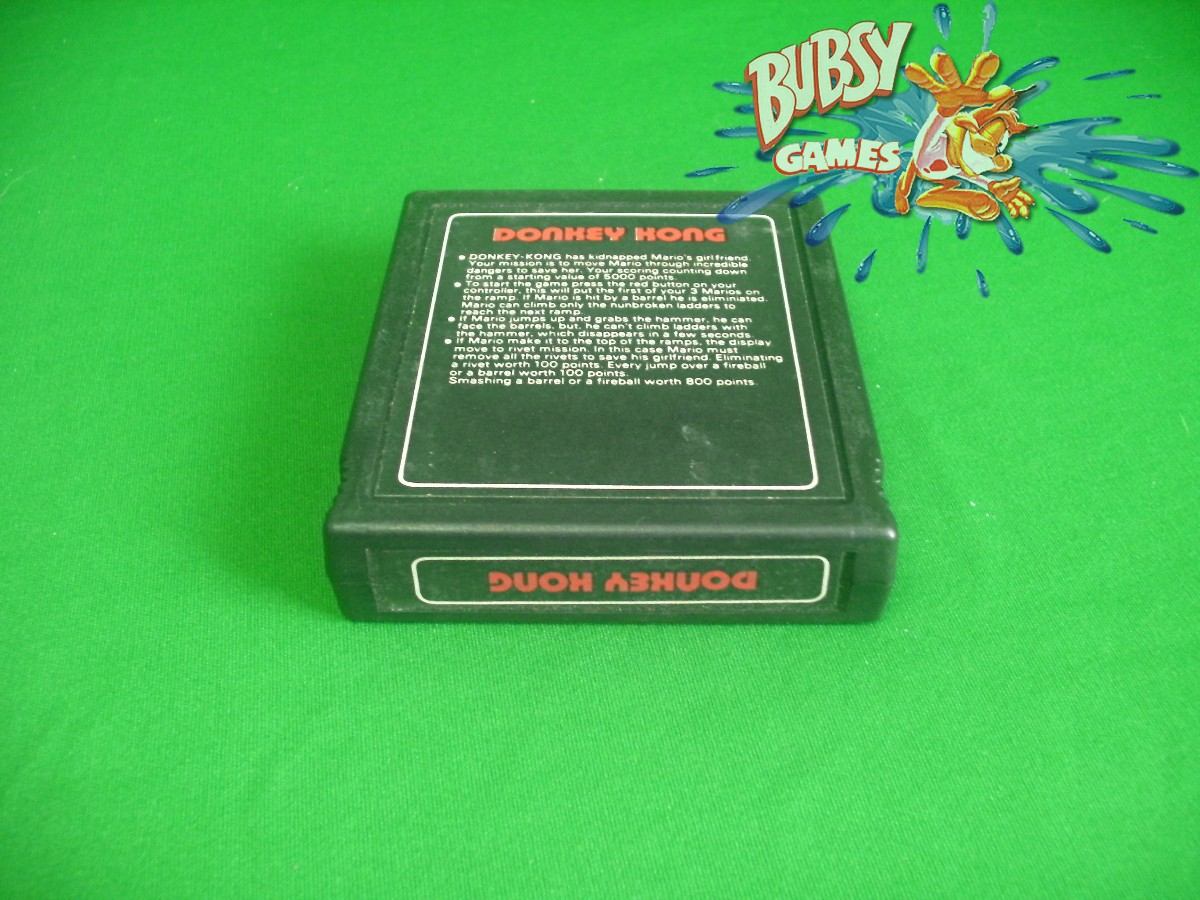 BUBSY
GAMES
DONKEY KONG
● DONKEY-KONG has kidnapped Mario's girlfriend.
Your mission is to move Mario through incredible
dangers to save her. Your scoring counting down
from a starting value of 5000 points.
● To start the game press the red button on your
controller, this will put the first of your 3 Marios on
the ramp. If Mario is hit by a barrel he is eliminiated.
Mario can climb only the nunbroken ladders to
reach the next ramp.
● If Mario jumps up and grabs the hammer, he can
face the barrels, but, he can't climb ladders with
the hammer, which disappears in a few seconds.
● If Mario make it to the top of the ramps, the display
move to rivet mission. In this case Mario must
remove all the rivets to save his girlfriend. Eliminating
a rivet worth 100 points. Every jump over a fireball
or a barrel worth 100 points.
Smashing a barrel or a fireball worth 800 points.
DONKEY KONG